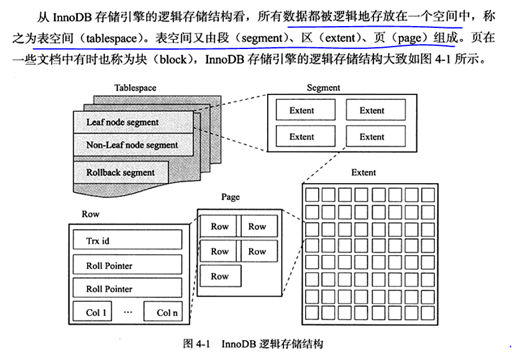 从 InnoDB 存储引擎的逻辑存储结构看，所有数据都被逻辑地存放在一个空间中，称
之为表空间（tablespace）。表空间又由段（segment）、区（extent）、页（page）组成。页在
一些文档中有时也称为块（block），InnoDB 存储引擎的逻辑存储结构大致如图 4-1 所示。
Tablespace
Segment
Leaf node segment
Non-Leaf node segment
Rollback segment
Extent Extent
Extent Extent
Extent
Page
Row Row
Row Row
Row
Row
Trx id
Roll Pointer
Roll Pointer
Col 1 … Col n
图 4-1 InnoDB 逻辑存储结构